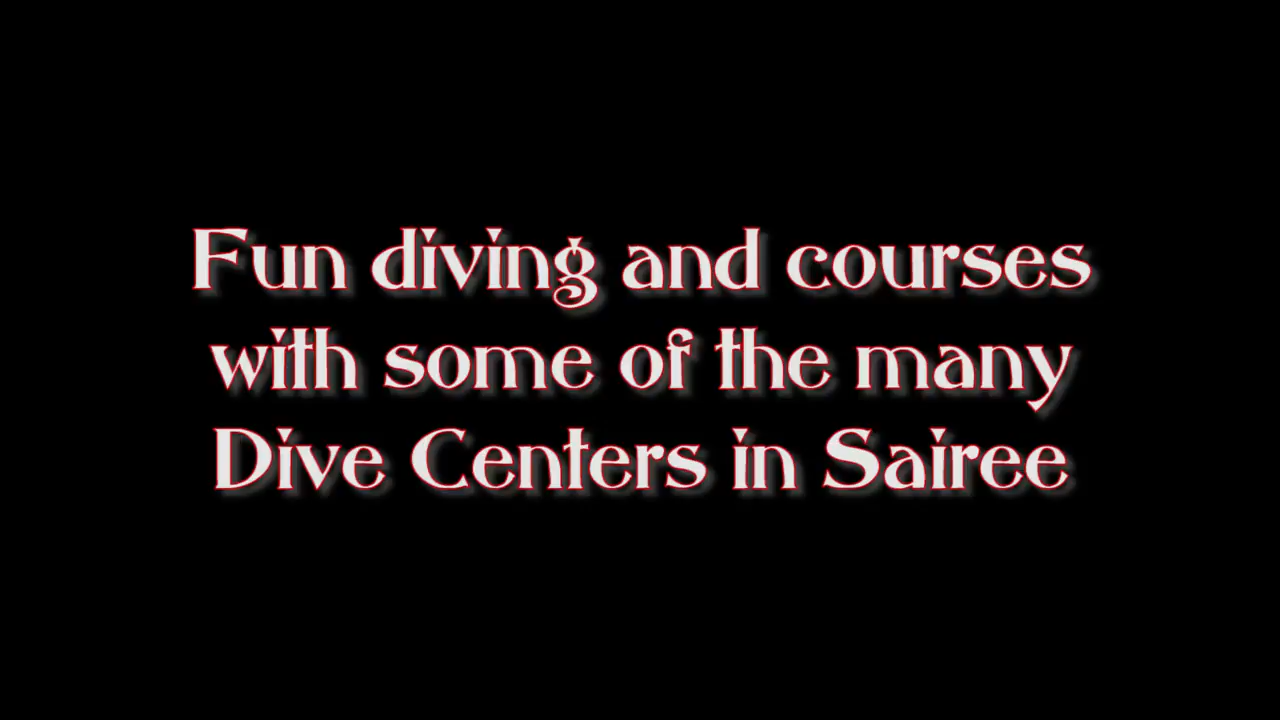 Fun diving and courses
with some of the many
Dive Centers in Sairee